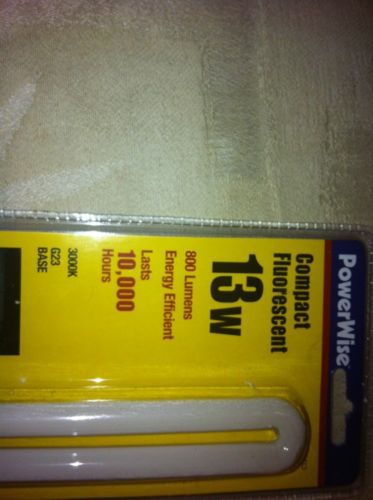 PowerWise
Compact
Fluorescent
13W
800 Lumens
Energy Efficient
Lasts
10,000
Hours
3000K
G23
BASE